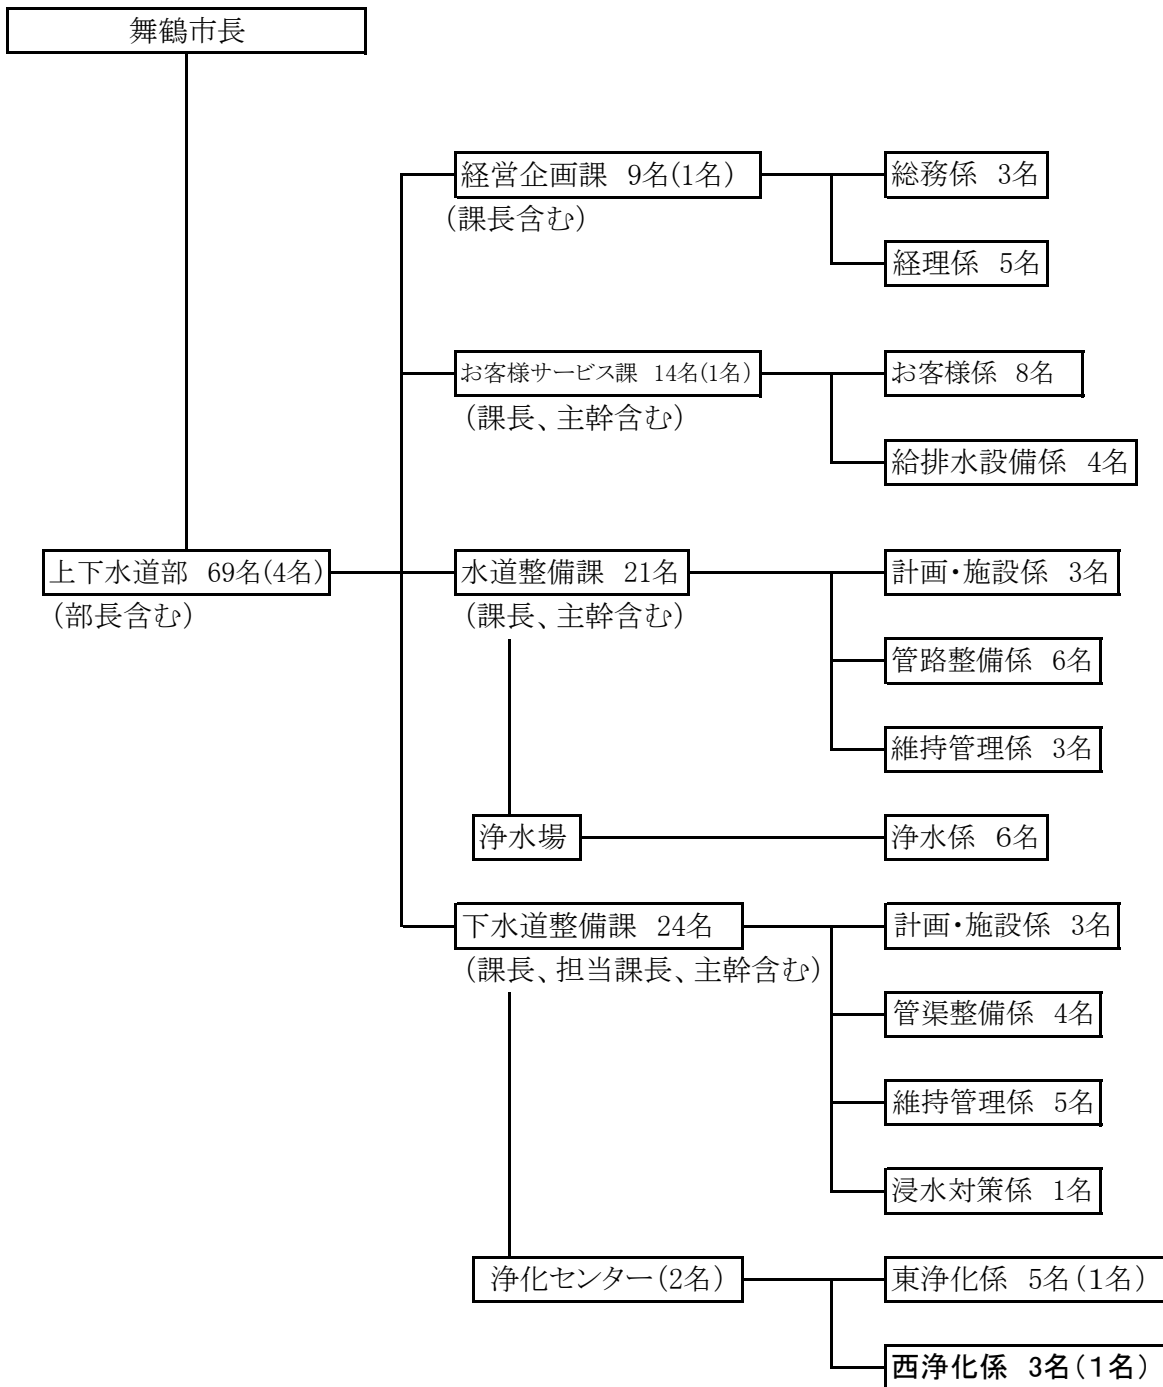 舞鶴市長
経営企画課 9名(1名)
(課長含む)
総務係 3名
経理係 5名
お客様サービス課 14名(1名)
(課長、主幹含む)
お客様係 8名
給排水設備係 4名
上下水道部 69名(4名)
(部長含む)
水道整備課 21名
(課長、主幹含む)
計画・施設係 3名
管路整備係 6名
維持管理係 3名
浄水場
浄水係 6名
下水道整備課 24名
(課長、担当課長、主幹含む)
計画・施設係 3名
管渠整備係 4名
維持管理係 5名
浸水対策係 1名
浄化センター(2名)
東浄化係 5名(1名)
西浄化係 3名(1名)